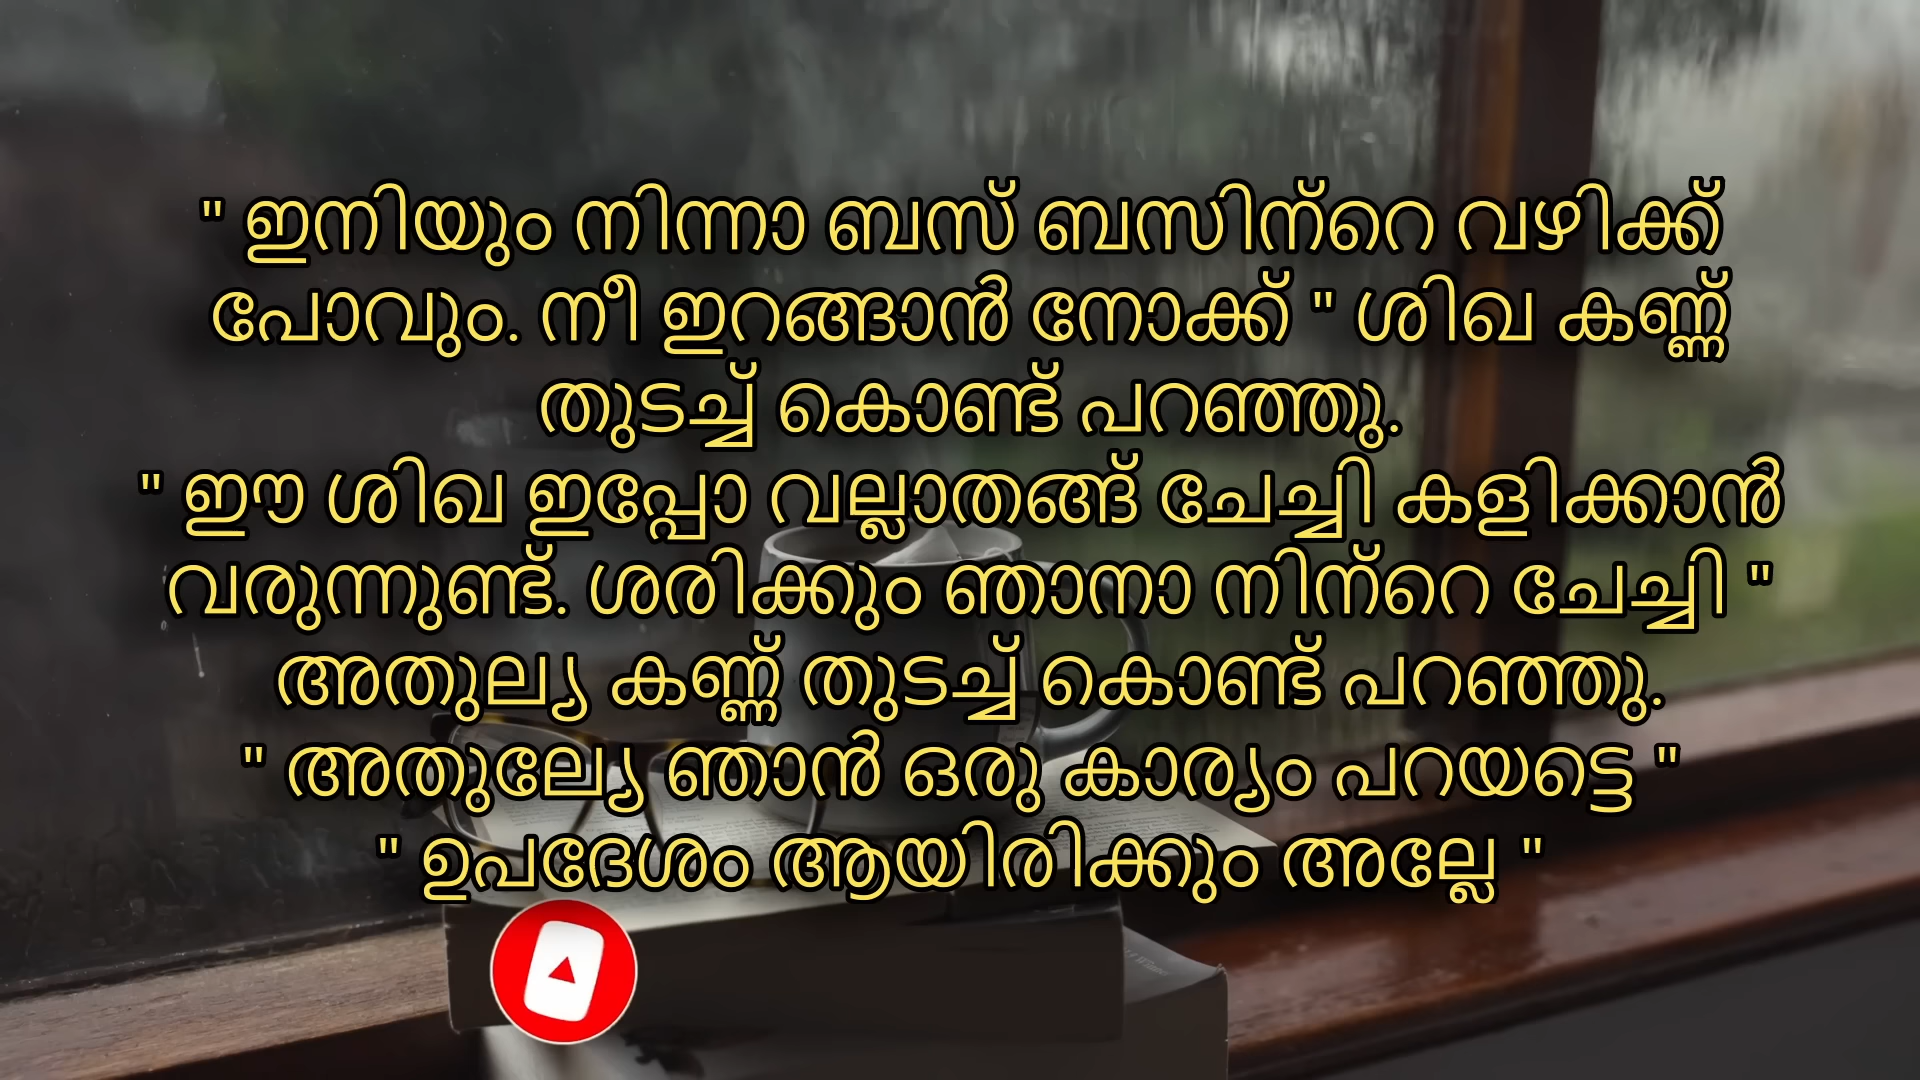 " ഇനിയും നിന്നാ ബസ് ബസിന്റെ വഴിക്ക്
പോവും. നീ ഇറങ്ങാൻ നോക്ക് " ശിഖ കണ്ണ്
തുടച്ച് കൊണ്ട് പറഞ്ഞു.
" ഈ ശിഖ ഇപ്പോ വല്ലാതങ്ങ് ചേച്ചി കളിക്കാൻ
വരുന്നുണ്ട്. ശരിക്കും ഞാനാ നിന്റെ ചേച്ചി "
അതുല്യ കണ്ണ് തുടച്ച് കൊണ്ട് പറഞ്ഞു.
" അതുല്യേ ഞാൻ ഒരു കാര്യം പറയട്ടെ "
" ഉപദേശം ആയിരിക്കും അല്ലേ "